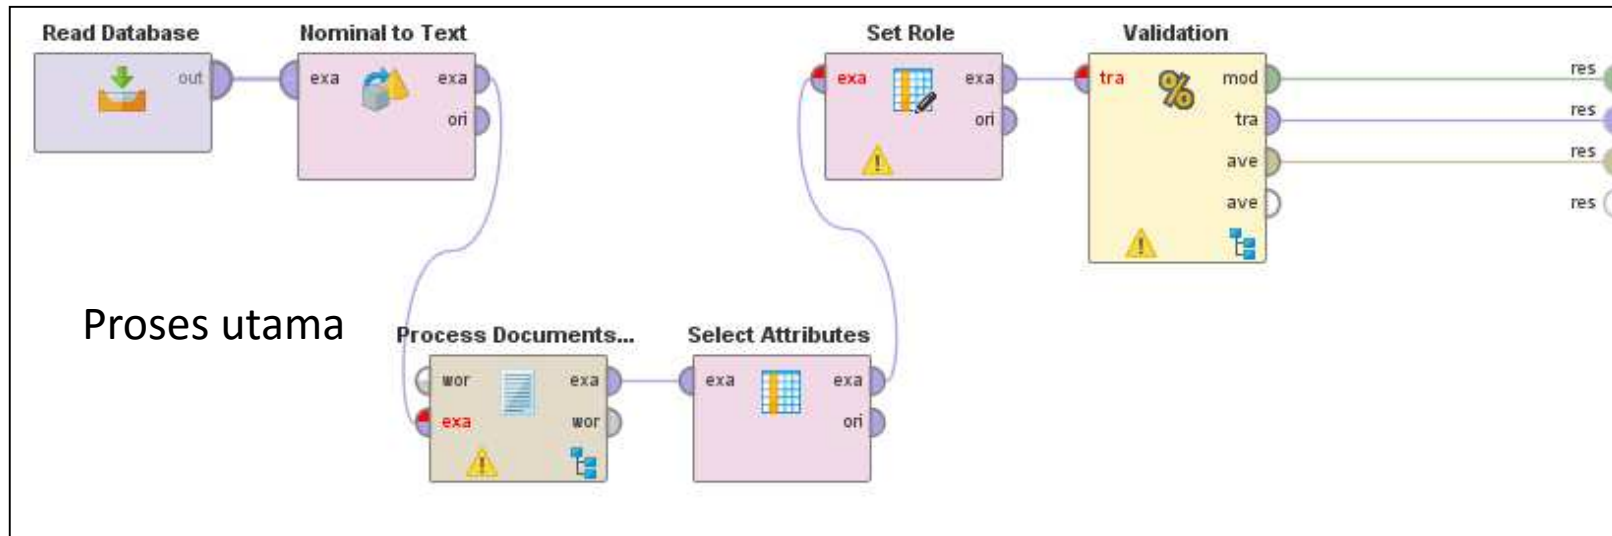 Read Database
out
Nominal to Text
exa exa
ori
Set Role
exa exa
ori
Validation
tra mod
tra
ave
ave
res
res
res
res
Proses utama
Process Documents...
wor exa
exa wor
Select Attributes
exa exa
ori